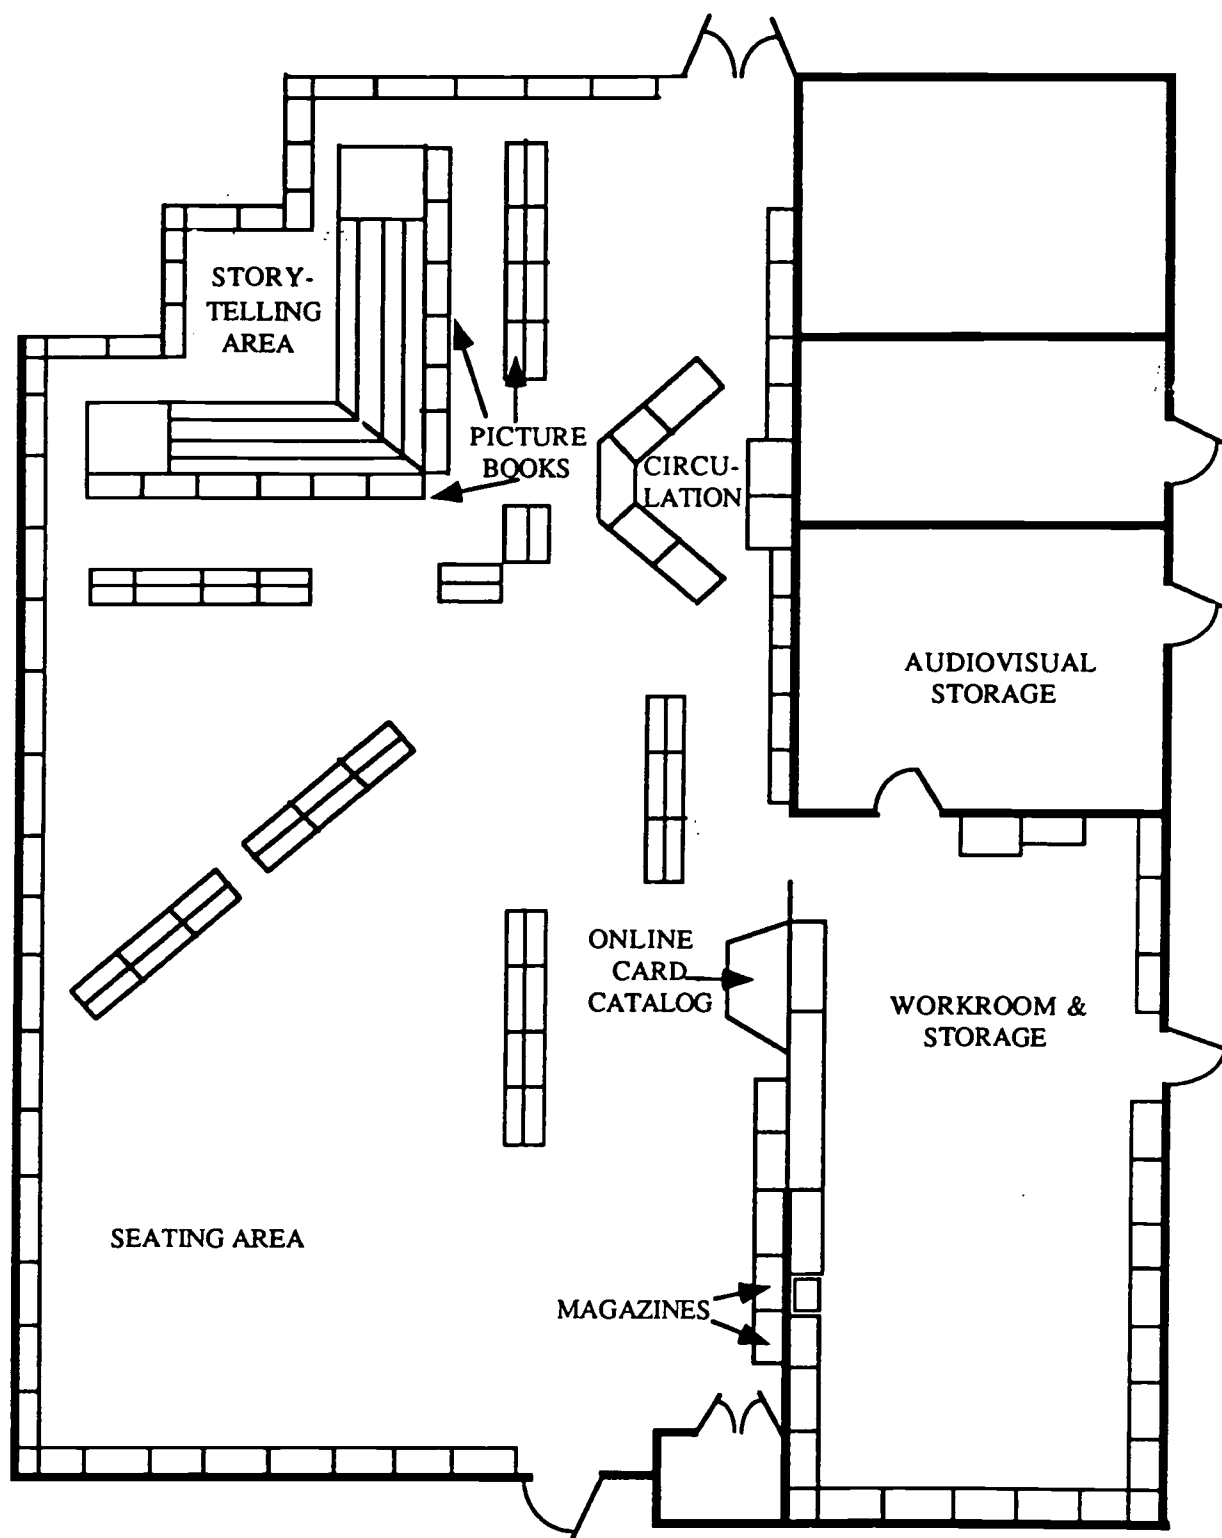 STORY-
TELLING
AREA
PICTURE
BOOKS
CIRCU-
LATION
AUDIOVISUAL
STORAGE
ONLINE
CARD
CATALOG
WORKROOM &
STORAGE
SEATING AREA
MAGAZINES